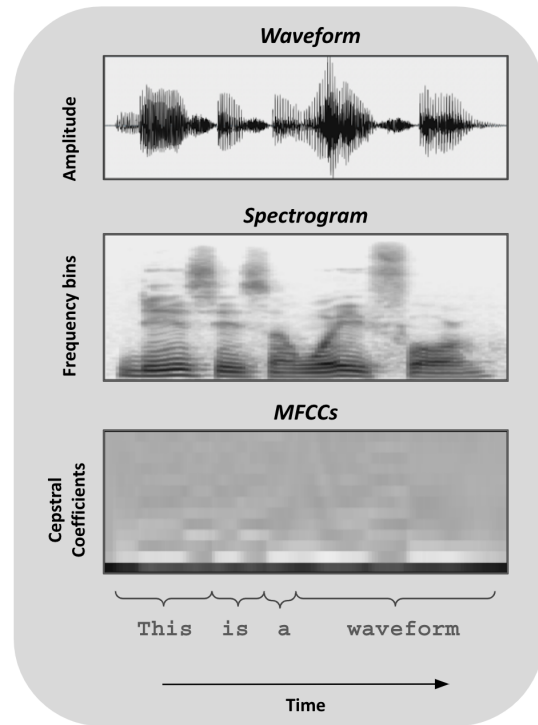 Waveform
Amplitude
Spectrogram
Frequency bins
MFCCs
Cepstral
Coefficients
This is a waveform
Time